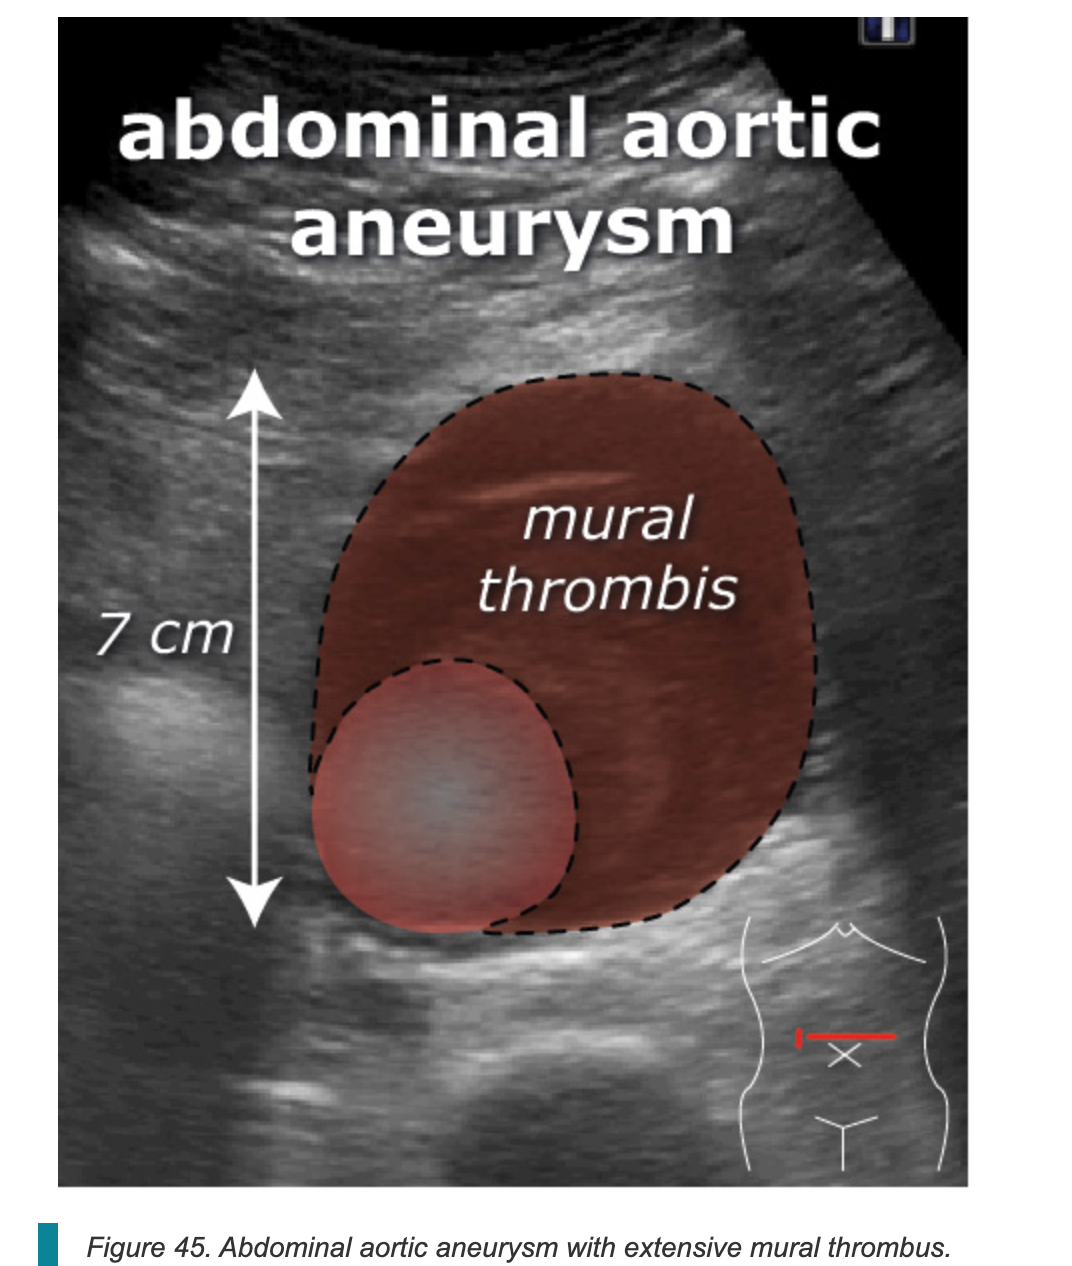 abdominal aortic
aneurysm
mural
thrombis
7 cm
Figure 45. Abdominal aortic aneurysm with extensive mural thrombus.